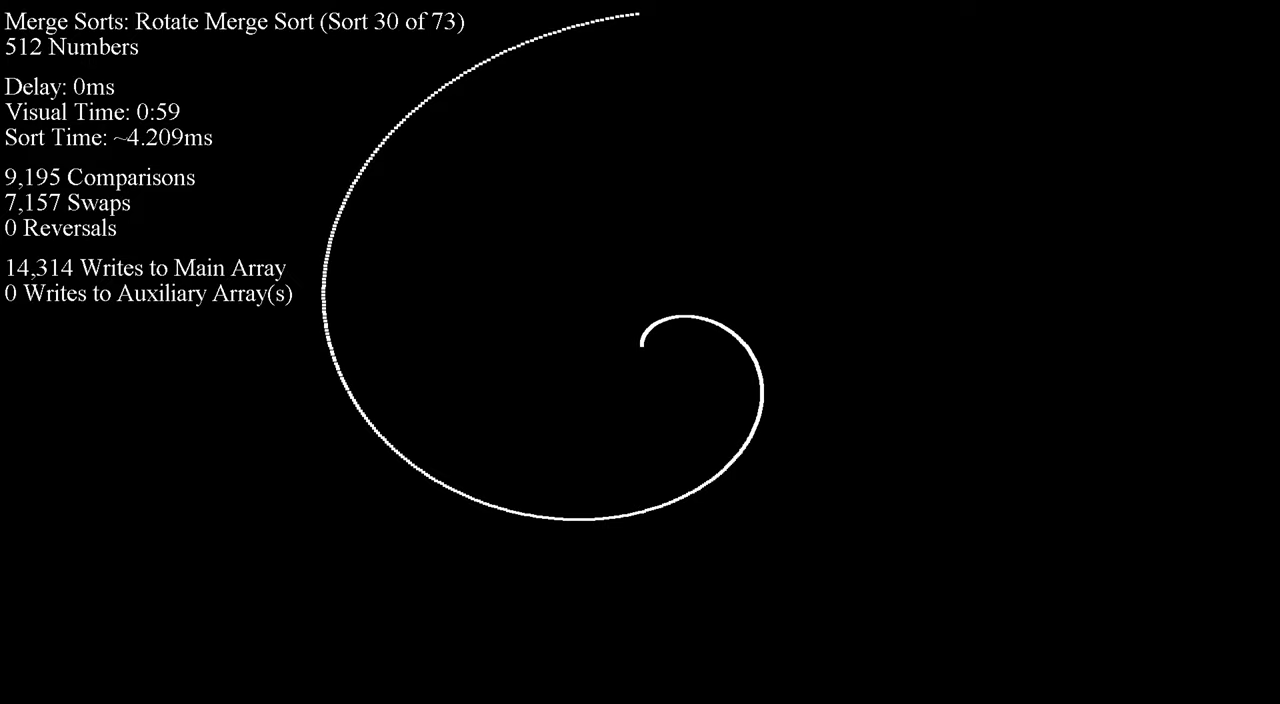 Merge Sorts: Rotate Merge Sort (Sort 30 of 73)
512 Numbers
Delay: 0ms
Visual Time: 0:59
Sort Time: ~4.209ms
9,195 Comparisons
7,157 Swaps
0 Reversals
14,314 Writes to Main Array
0 Writes to Auxiliary Array(s)